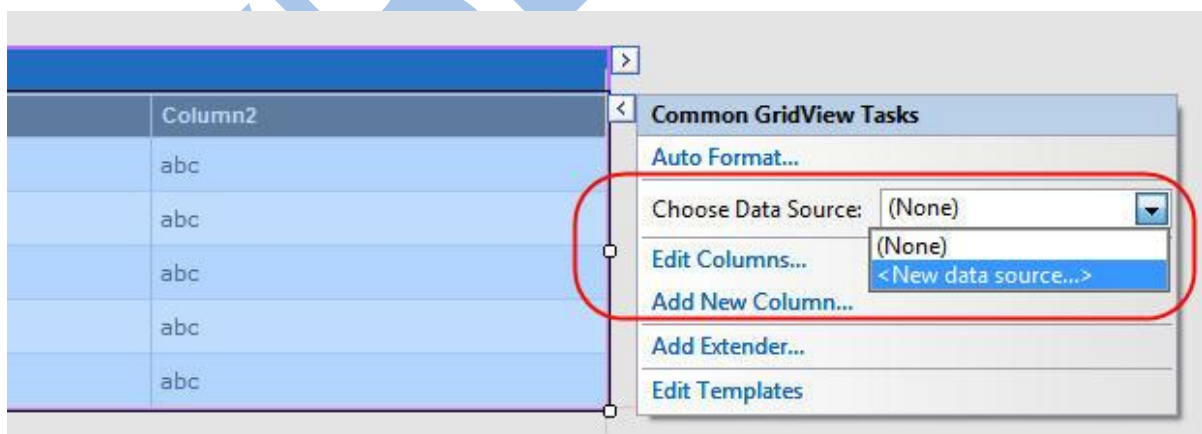 Column2
abc
abc
abc
abc
abc
Common GridView Tasks
Auto Format...
Choose Data Source: (None)
(None)
<New data source...>
Edit Columns...
Add New Column...
Add Extender...
Edit Templates